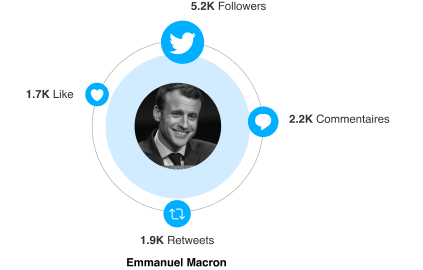 5.2K Followers
1.7K Like
2.2K Commentaires
1.9K Retweets
Emmanuel Macron